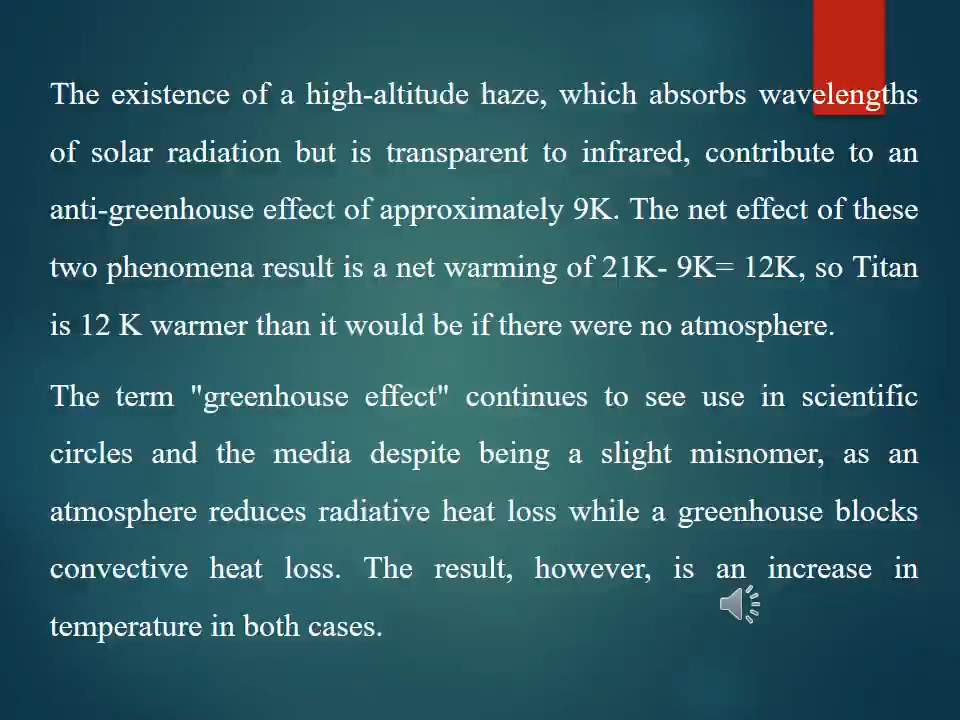 The existence of a high-altitude haze, which absorbs wavelengths
of solar radiation but is transparent to infrared, contribute to an
anti-greenhouse effect of approximately 9K. The net effect of these
two phenomena result is a net warming of 21K- 9K= 12K, so Titan
is 12 K warmer than it would be if there were no atmosphere.
The term "greenhouse effect" continues to see use in scientific
circles and the media despite being a slight misnomer, as an
atmosphere reduces radiative heat loss while a greenhouse blocks
convective heat loss. The result, however, is an increase in
temperature in both cases.